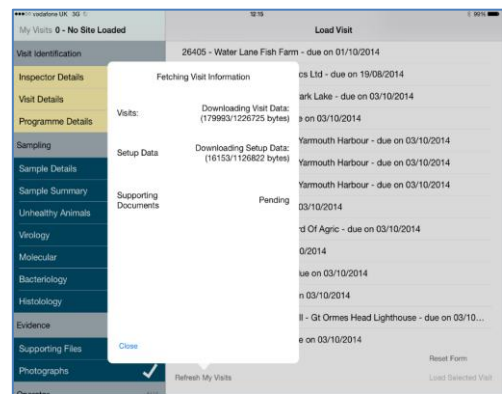 vodafone UK 3G
12:15
99%
My Visits 0 - No Site Loaded
Load Visit
Visit Identification
Inspector Details
Visit Details
Programme Details
Sampling
Sample Details
Sample Summary
Unhealthy Animals
Virology
Molecular
Bacteriology
Histolology
Evidence
Supporting Files
Photographs
Operator
26405 - Water Lane Fish Farm - due on 01/10/2014
cs Ltd - due on 19/08/2014
ark Lake - due on 03/10/2014
e on 03/10/2014
Yarmouth Harbour - due on 03/10/2014
Yarmouth Harbour - due on 03/10/2014
Yarmouth Harbour - due on 03/10/2014
03/10/2014
rd Of Agric - due on 03/10/2014
0/2014
ue on 03/10/2014
n 03/10/2014
ll - Gt Ormes Head Lighthouse - due on 03/10...
e on 03/10/2014
Fetching Visit Information
Visits:
Downloading Visit Data:
(179993/1226725 bytes)
Setup Data
Downloading Setup Data:
(16153/1126822 bytes)
Supporting
Documents
Pending
Close
Refresh My Visits
Reset Form
Load Selected Visit